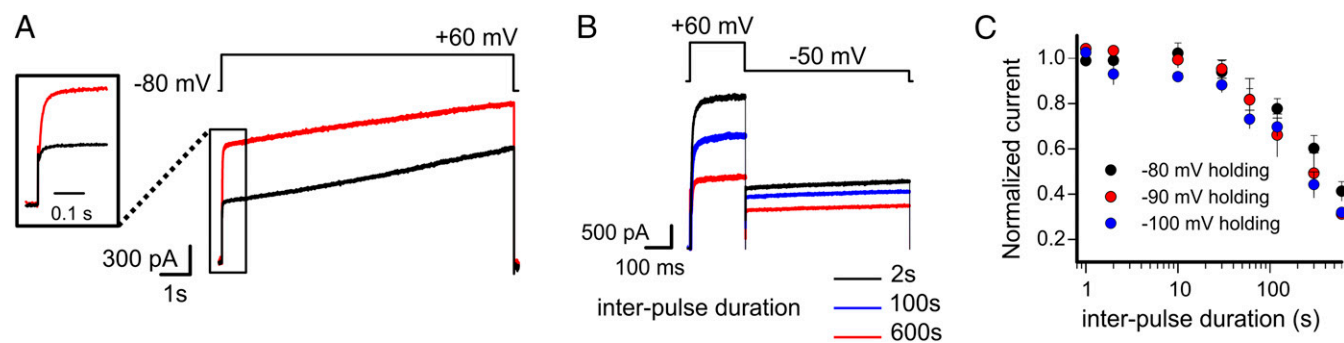 A
+60 mV
-80 mV
0.1 s
300 pA
1s
B
+60 mV
-50 mV
500 pA
100 ms
inter-pulse duration
2s
100s
600s
C
Normalized current
1.0
0.8
0.6
0.4
0.2
-80 mV holding
-90 mV holding
-100 mV holding
1
10
100
inter-pulse duration (s)